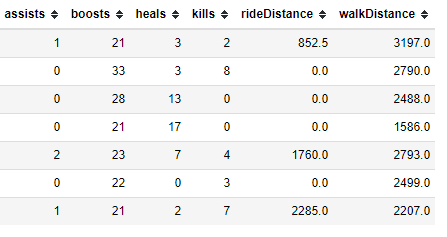 assists boosts heals kills rideDistance walkDistance
1 21 3 2 852.5 3197.0
0 33 3 8 0.0 2790.0
0 28 13 0 0.0 2488.0
0 21 17 0 0.0 1586.0
2 23 7 4 1760.0 2793.0
0 22 0 3 0.0 2499.0
1 21 2 7 2285.0 2207.0